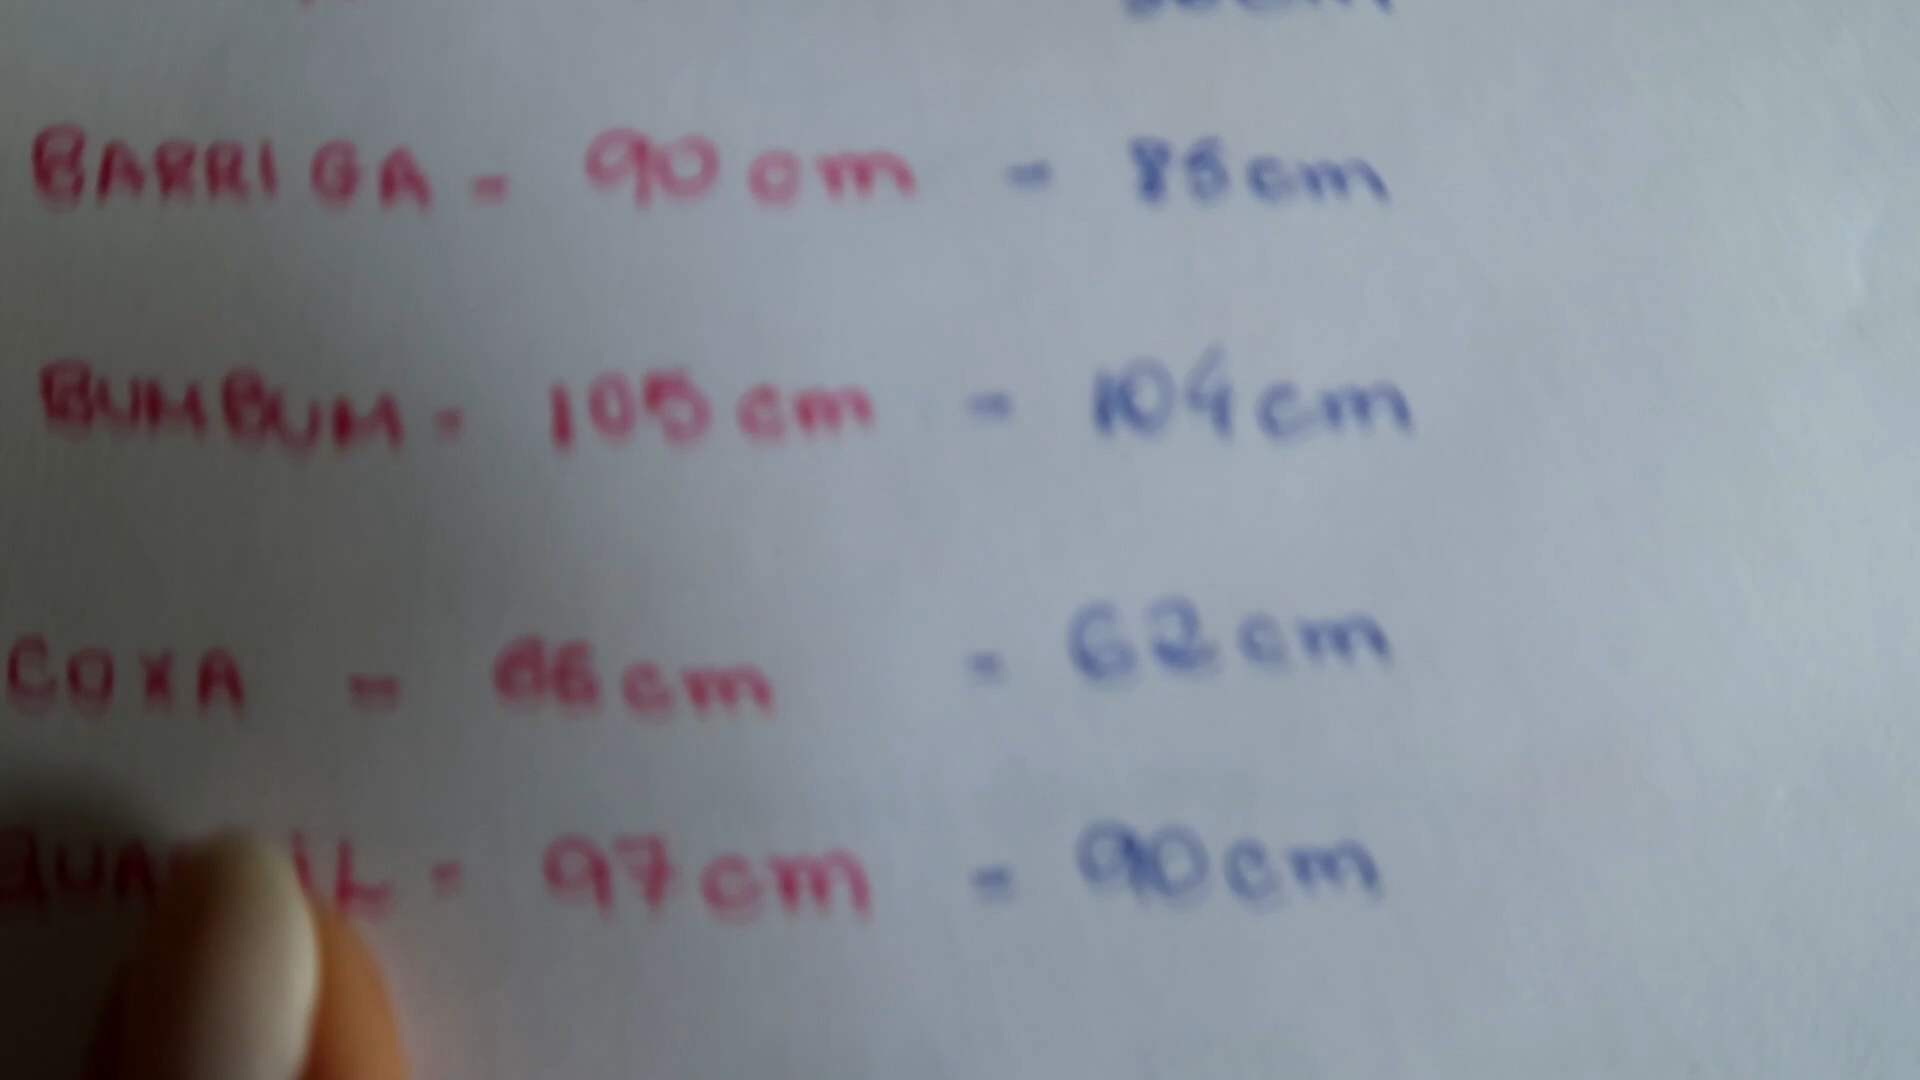 BARRIGA = 90 cm = 85 cm
BUMBUM = 105 cm = 104 cm
COXA = 66 cm = 62 cm
= 97 cm = 90 cm